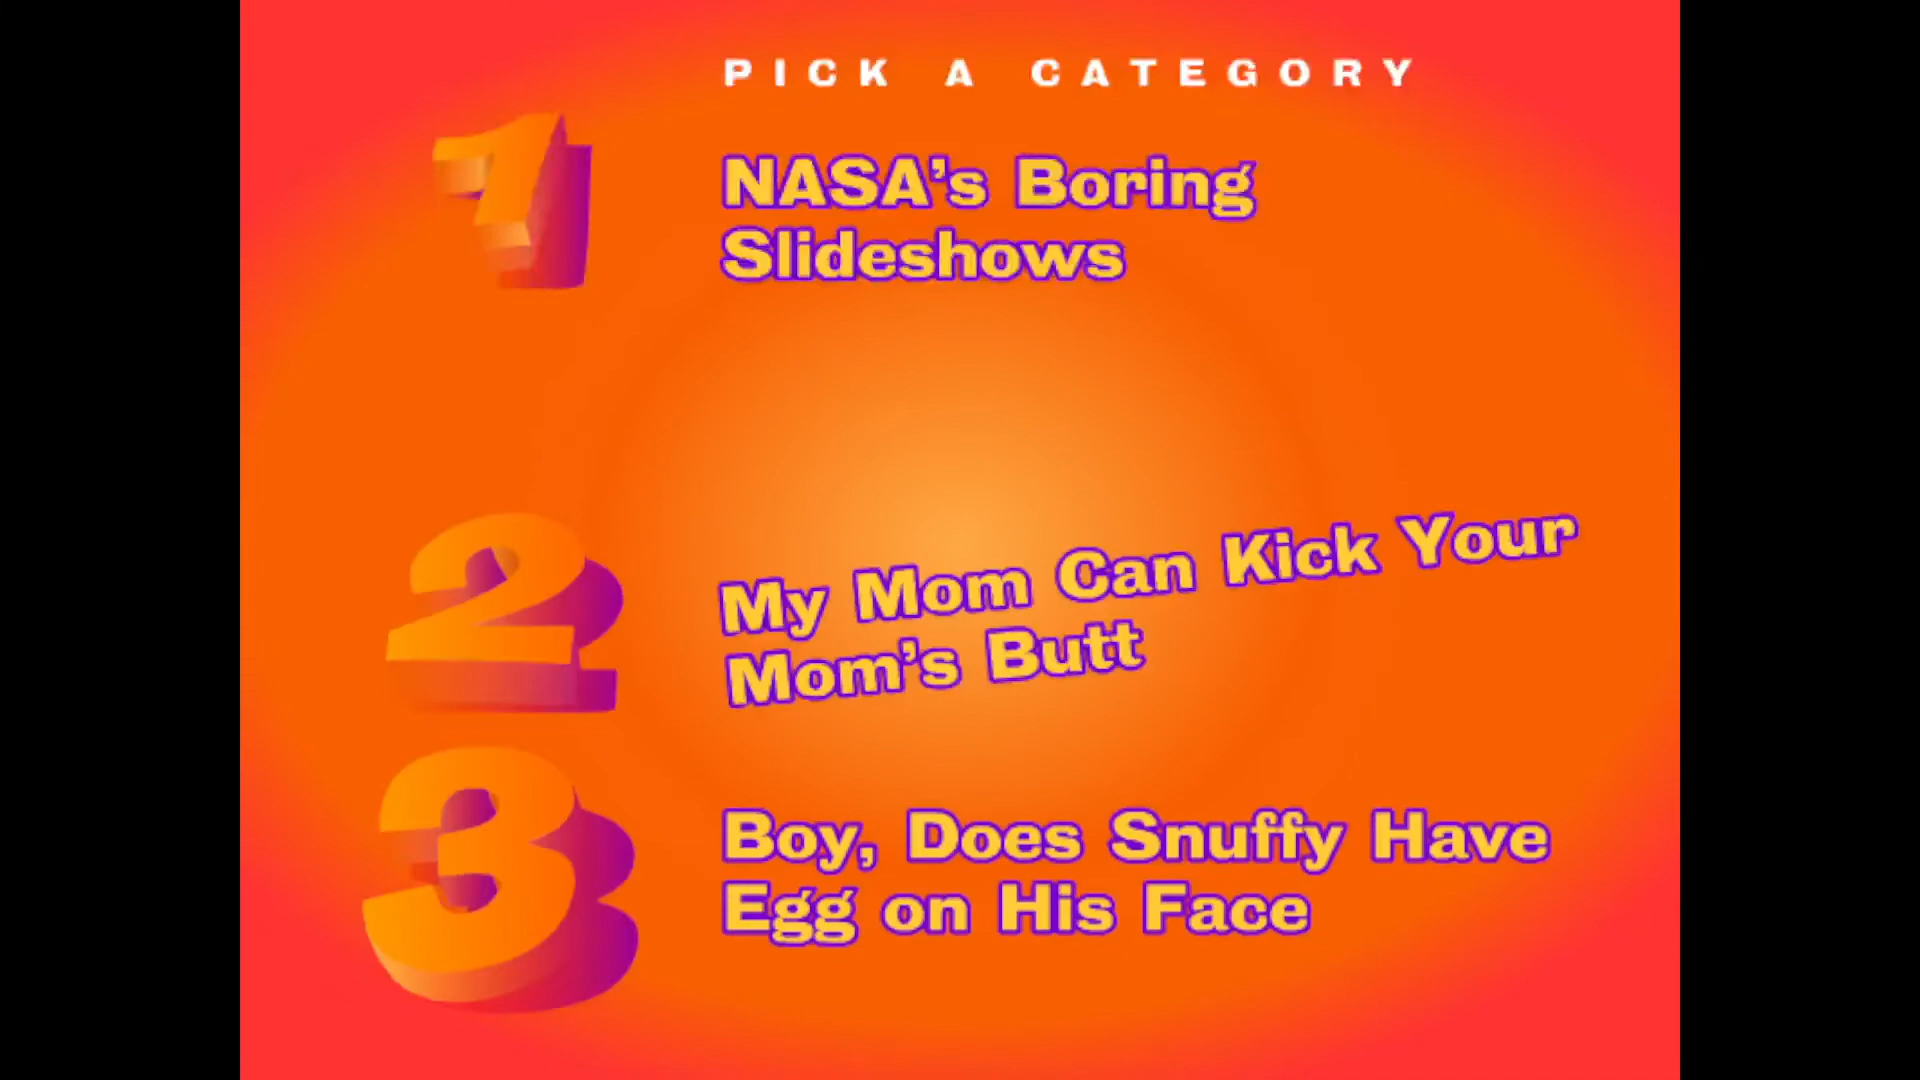 PICK A CATEGORY
1
NASA's Boring
Slideshows
2
My Mom Can Kick Your
Mom's Butt
3
Boy, Does Snuffy Have
Egg on His Face